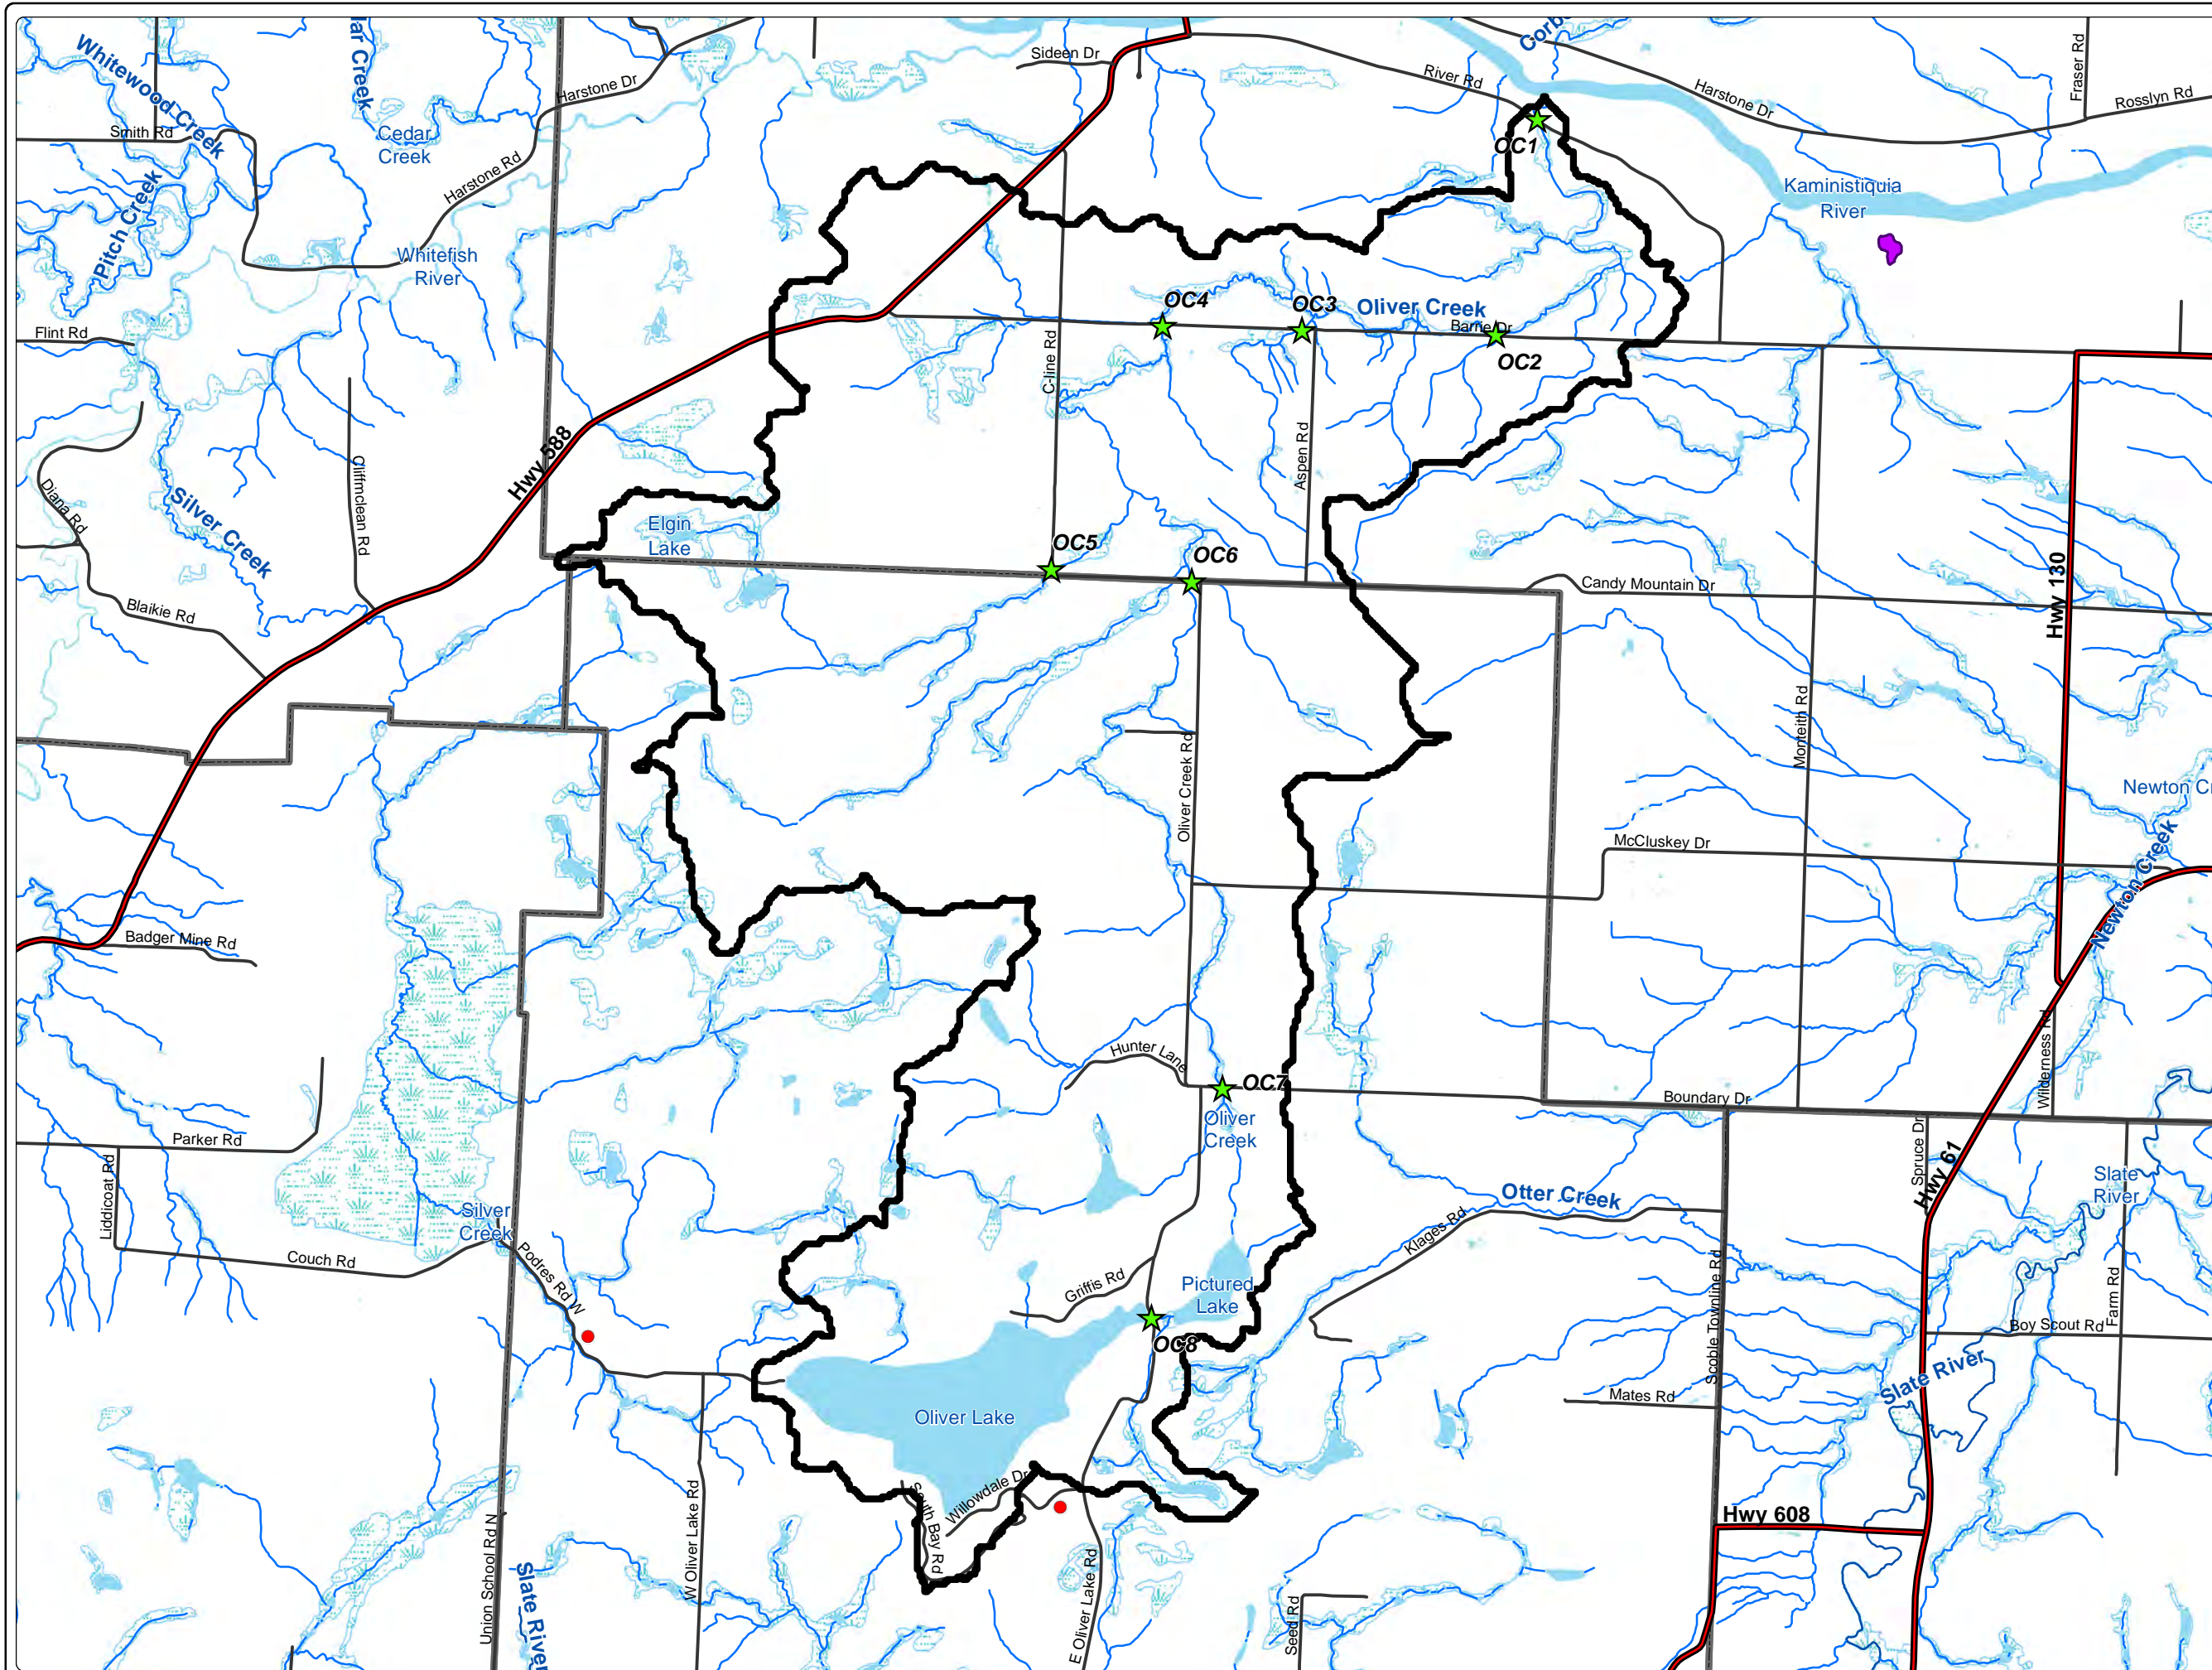 Whitewood Creek
lar Creek
Sideen Dr
Harstone Dr
River Rd
Harstone Dr
Fraser Rd
Rosslyn Rd
Smith Rd
Cedar
Creek
OC1
Harstone Rd
Kaministiquia
River
Pitch Creek
Whitefish
River
OC4
OC3
Oliver Creek
Barrie Dr
Flint Rd
OC2
C-line Rd
Hwy 588
Aspen Rd
Diana Rd
Cliffmclean Rd
Silver Creek
Elgin
Lake
OC5
OC6
Candy Mountain Dr
Hwy 130
Blaikie Rd
Monteith Rd
Oliver Creek Rd
Newton Cr
McCluskey Dr
Newton Creek
Badger Mine Rd
Hunter Lane
OC7
Wilderness Rd
Boundary Dr
Oliver
Creek
Parker Rd
Spruce Dr
Hwy 61
Liddicoat Rd
Slate
River
Otter Creek
Silver
Creek
Klages Rd
Couch Rd
Podres Rd W
Griffis Rd
Pictured
Lake
Scoble Townline Rd
Farm Rd
OC8
Boy Scout Rd
Slate River
Mates Rd
Oliver Lake
Willowdale Dr
South Bay Rd
W Oliver Lake Rd
Union School Rd N
Hwy 608
Slate River
E Oliver Lake Rd
Seed Rd